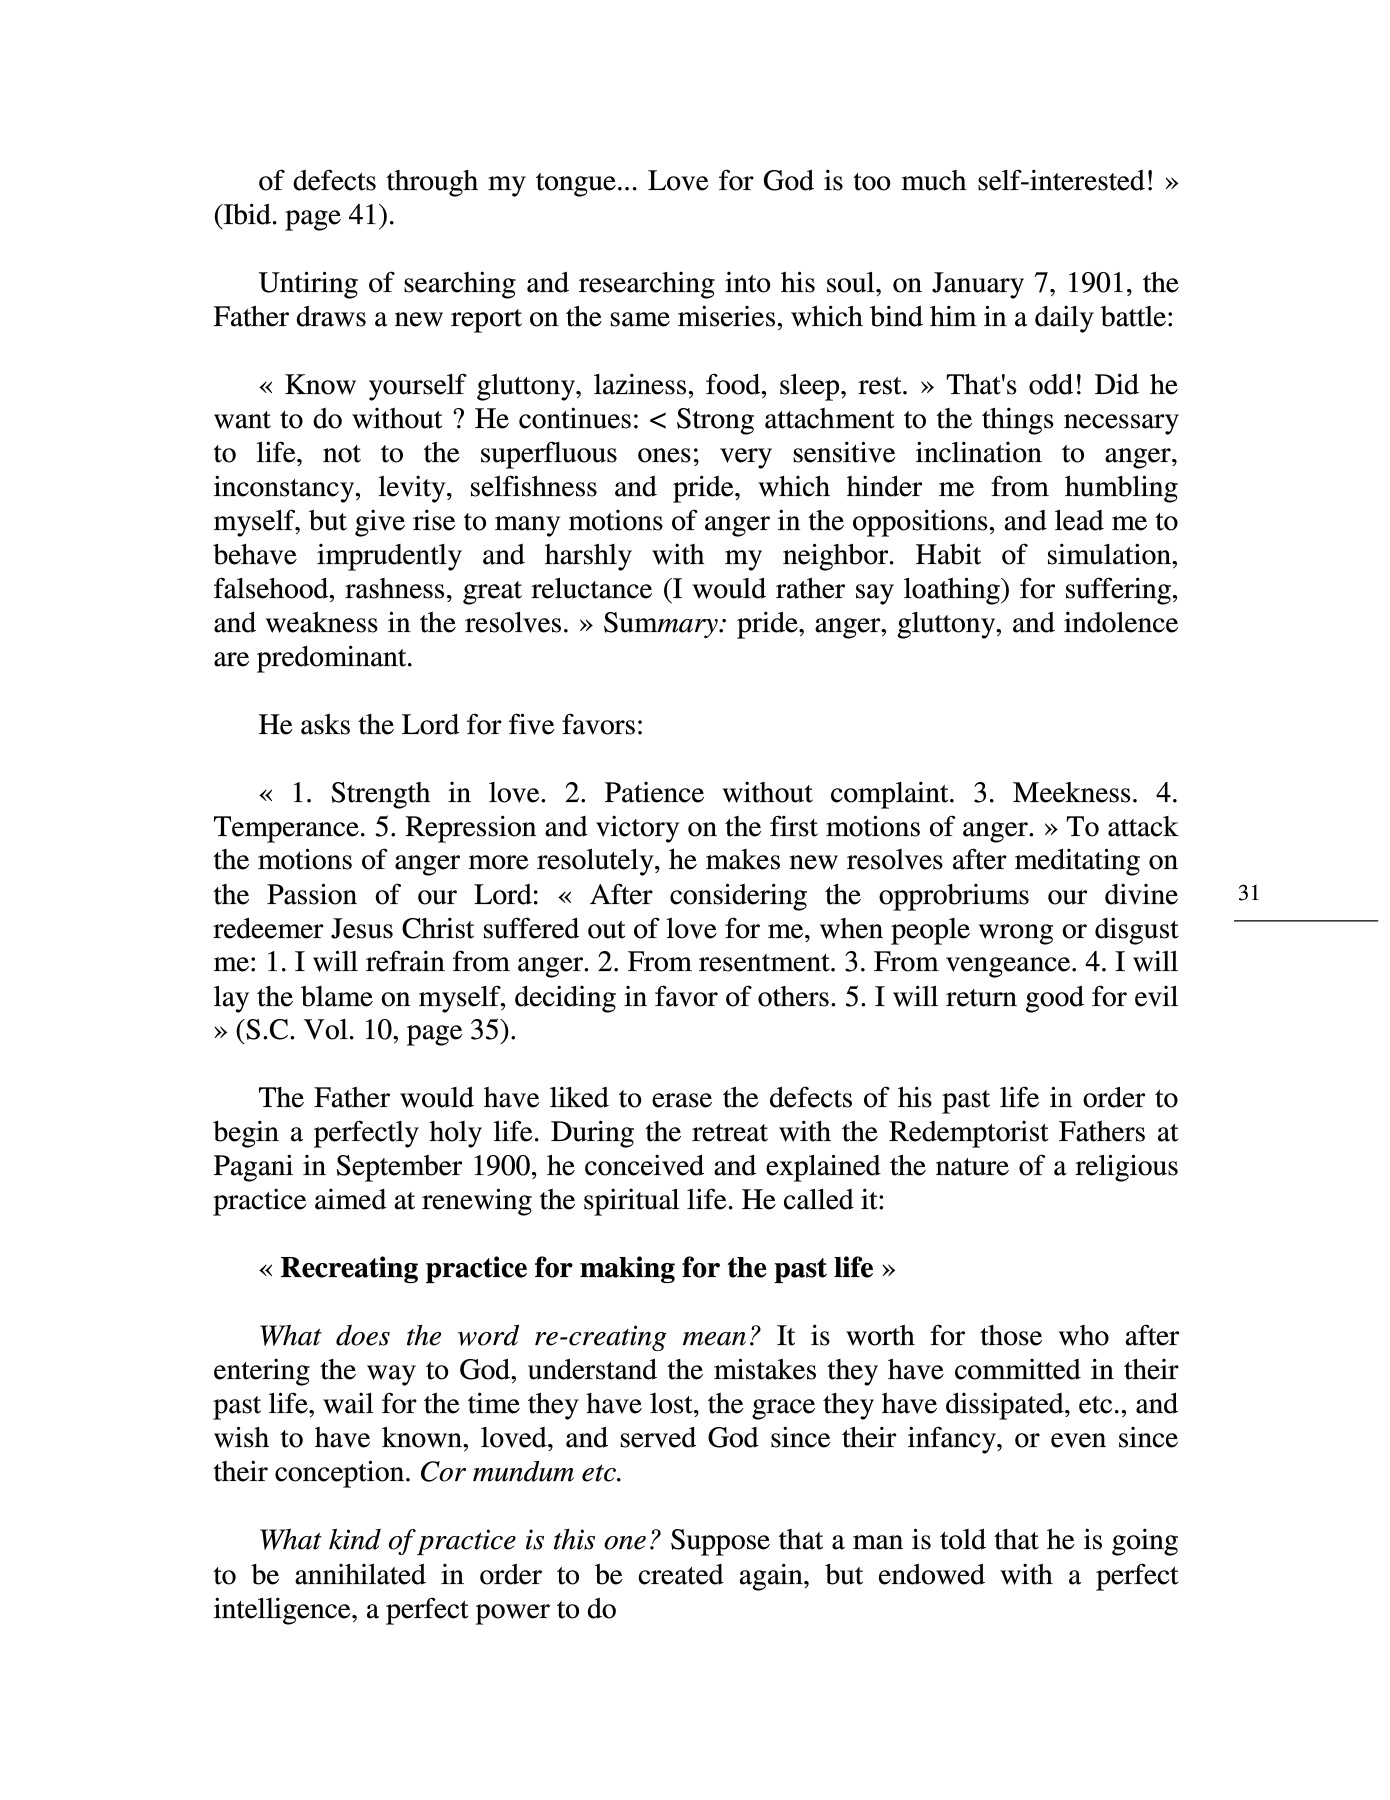 of defects through my tongue... Love for God is too much self-interested! »
(Ibid. page 41).
Untiring of searching and researching into his soul, on January 7, 1901, the
Father draws a new report on the same miseries, which bind him in a daily battle:
« Know yourself gluttony, laziness, food, sleep, rest. » That's odd! Did he
want to do without ? He continues: < Strong attachment to the things necessary
to life, not to the superfluous ones; very sensitive inclination to anger,
inconstancy, levity, selfishness and pride, which hinder me from humbling
myself, but give rise to many motions of anger in the oppositions, and lead me to
behave imprudently and harshly with my neighbor. Habit of simulation,
falsehood, rashness, great reluctance (I would rather say loathing) for suffering,
and weakness in the resolves. » Summary: pride, anger, gluttony, and indolence
are predominant.
He asks the Lord for five favors:
« 1. Strength in love. 2. Patience without complaint. 3. Meekness. 4.
Temperance. 5. Repression and victory on the first motions of anger. » To attack
the motions of anger more resolutely, he makes new resolves after meditating on
the Passion of our Lord: « After considering the opprobriums our divine
redeemer Jesus Christ suffered out of love for me, when people wrong or disgust
me: 1. I will refrain from anger. 2. From resentment. 3. From vengeance. 4. I will
lay the blame on myself, deciding in favor of others. 5. I will return good for evil
» (S.C. Vol. 10, page 35).
31
The Father would have liked to erase the defects of his past life in order to
begin a perfectly holy life. During the retreat with the Redemptorist Fathers at
Pagani in September 1900, he conceived and explained the nature of a religious
practice aimed at renewing the spiritual life. He called it:
« Recreating practice for making for the past life »
What does the word re-creating mean? It is worth for those who after
entering the way to God, understand the mistakes they have committed in their
past life, wail for the time they have lost, the grace they have dissipated, etc., and
wish to have known, loved, and served God since their infancy, or even since
their conception. Cor mundum etc.
What kind of practice is this one? Suppose that a man is told that he is going
to be annihilated in order to be created again, but endowed with a perfect
intelligence, a perfect power to do